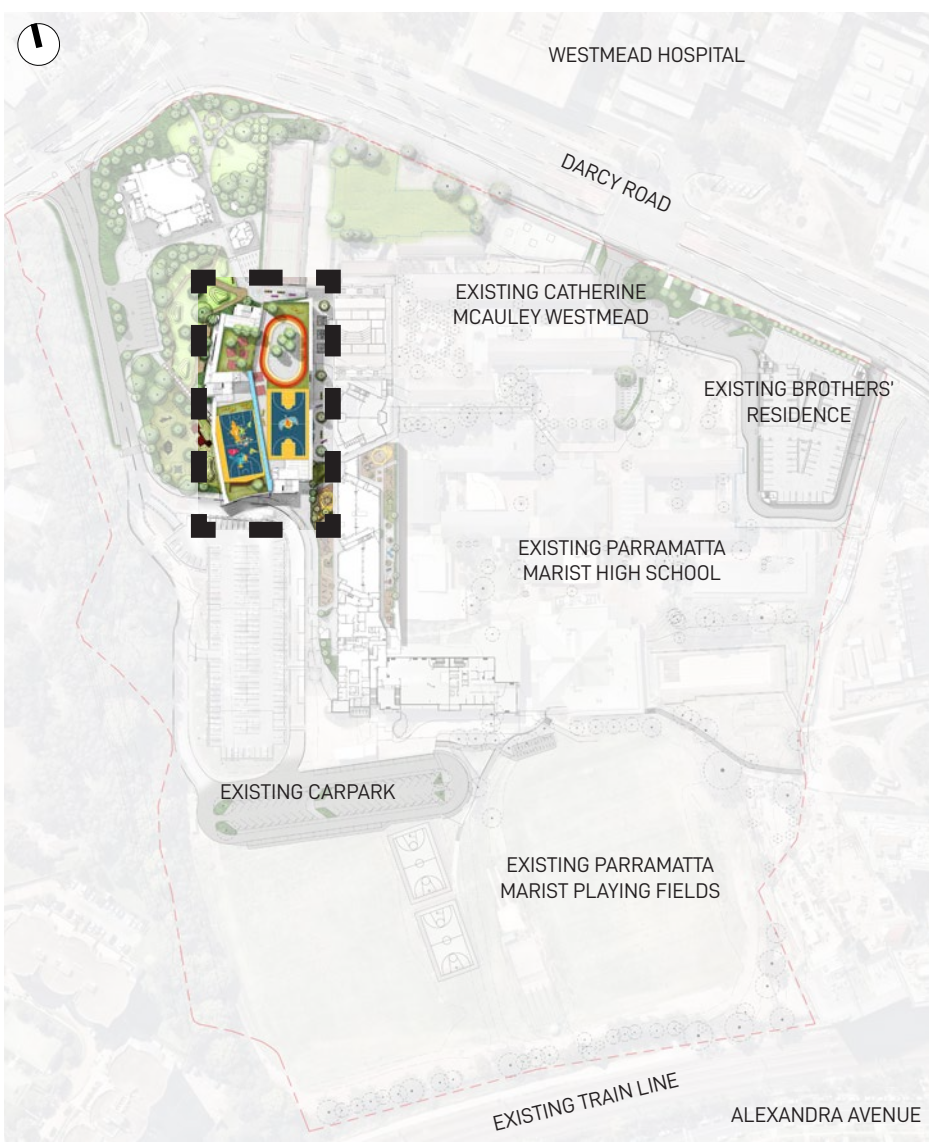 WESTMEAD HOSPITAL
DARCY ROAD
EXISTING CATHERINE
MCAULEY WESTMEAD
EXISTING BROTHERS'
RESIDENCE
EXISTING PARRAMATTA
MARIST HIGH SCHOOL
EXISTING CARPARK
EXISTING PARRAMATTA
MARIST PLAYING FIELDS
EXISTING TRAIN LINE
ALEXANDRA AVENUE